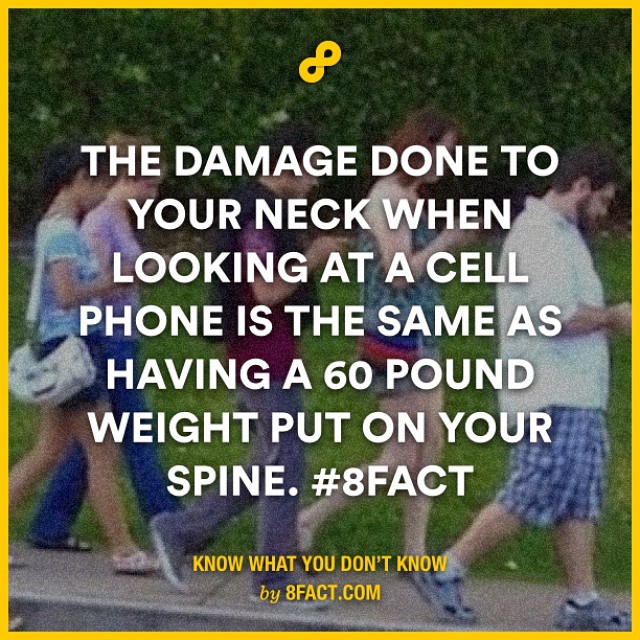 THE DAMAGE DONE TO
YOUR NECK WHEN
LOOKING AT A CELL
PHONE IS THE SAME AS
HAVING A 60 POUND
WEIGHT PUT ON YOUR
SPINE. #8FACT
KNOW WHAT YOU DON'T KNOW
by 8FACT.COM